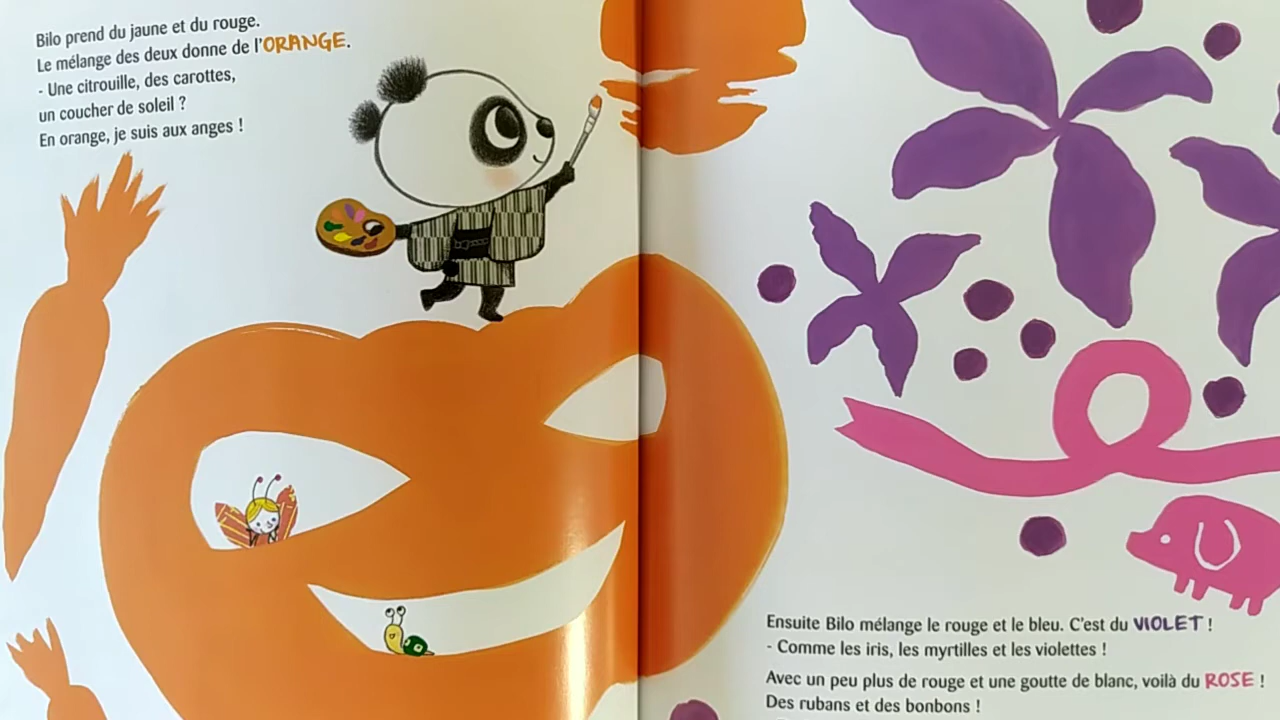 Bilo prend du jaune et du rouge.
Le mélange des deux donne de l'ORANGE.
- Une citrouille, des carottes,
un coucher de soleil ?
En orange, je suis aux anges !
Ensuite Bilo mélange le rouge et le bleu. C'est du VIOLET !
- Comme les iris, les myrtilles et les violettes !
Avec un peu plus de rouge et une goutte de blanc, voilà du ROSE !
Des rubans et des bonbons !